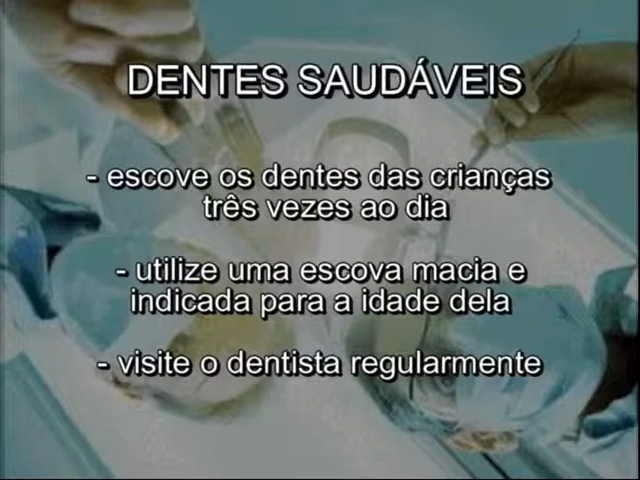 DENTES SAUDÁVEIS
- escove os dentes das crianças
três vezes ao dia
- utilize uma escova macia e
indicada para a idade dela
- visite o dentista regularmente